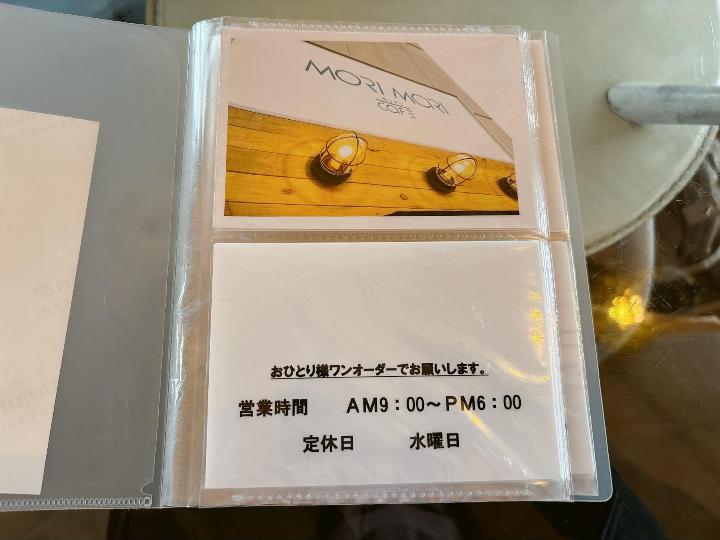 MORI MORI
CAFE
おひとり様ワンオーダーでお願いします。
営業時間 AM9：00～PM6：00
定休日 水曜日